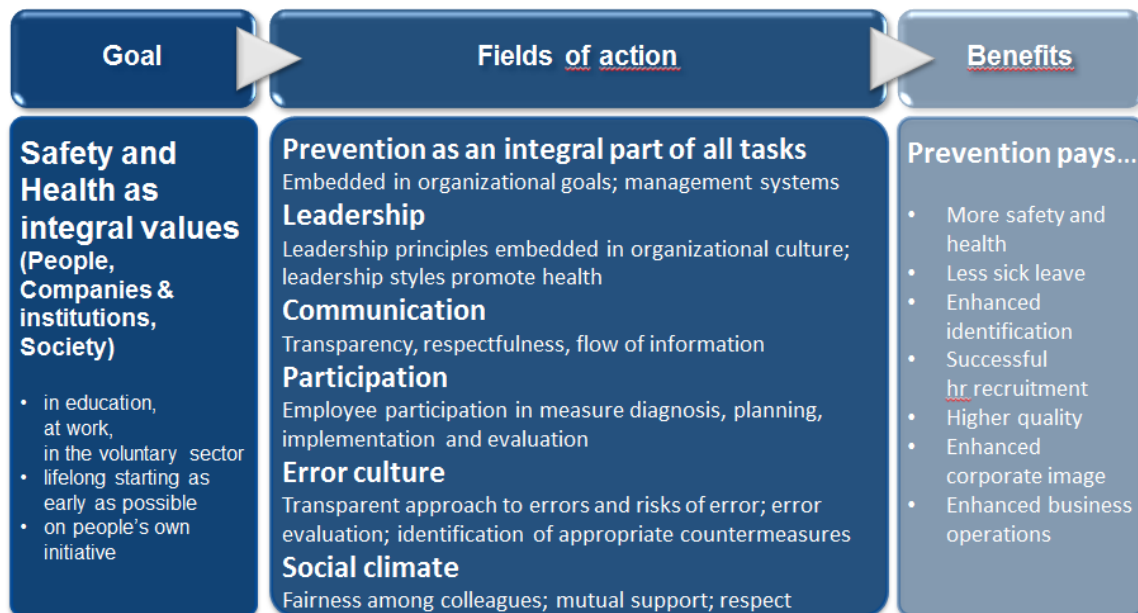 Goal
Fields of action
Benefits
Safety and
Health as
integral values
(People,
Companies &
institutions,
Society)
• in education,
at work,
in the voluntary sector
• lifelong starting as
early as possible
• on people's own
initiative
Prevention as an integral part of all tasks
Embedded in organizational goals; management systems
Leadership
Leadership principles embedded in organizational culture;
leadership styles promote health
Communication
Transparency, respectfulness, flow of information
Participation
Employee participation in measure diagnosis, planning,
implementation and evaluation
Error culture
Transparent approach to errors and risks of error; error
evaluation; identification of appropriate countermeasures
Social climate
Fairness among colleagues; mutual support; respect
Prevention pays...
• More safety and
health
• Less sick leave
• Enhanced
identification
• Successful
hr recruitment
• Higher quality
• Enhanced
corporate image
• Enhanced business
operations